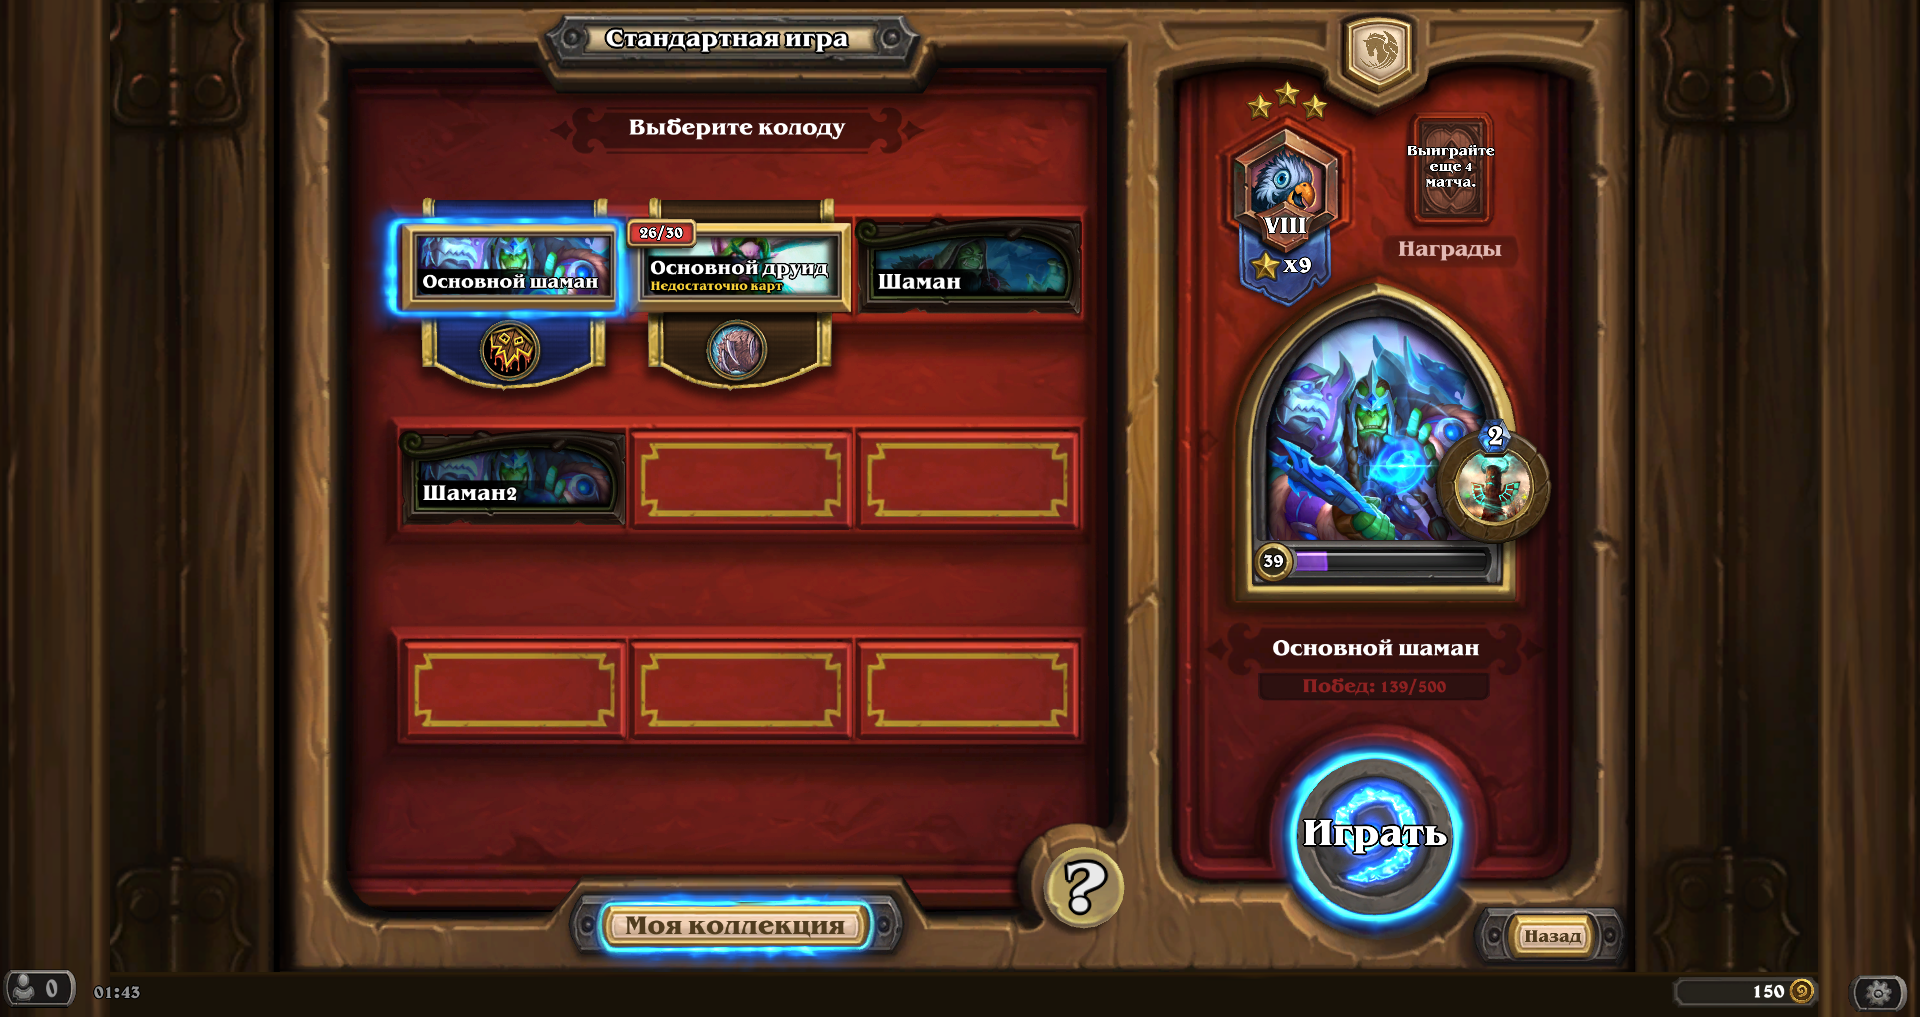 Стандартная игра
Выберите колоду
Основной шаман
26/30
Основной друид
Недостаточно карт
Шаман
Шаман2
Моя коллекция
?
VIII
x9
Выиграйте
еще 4
матча.
Награды
2
39
Основной шаман
Побед: 139/500
Играть
Назад
0
01:43
150